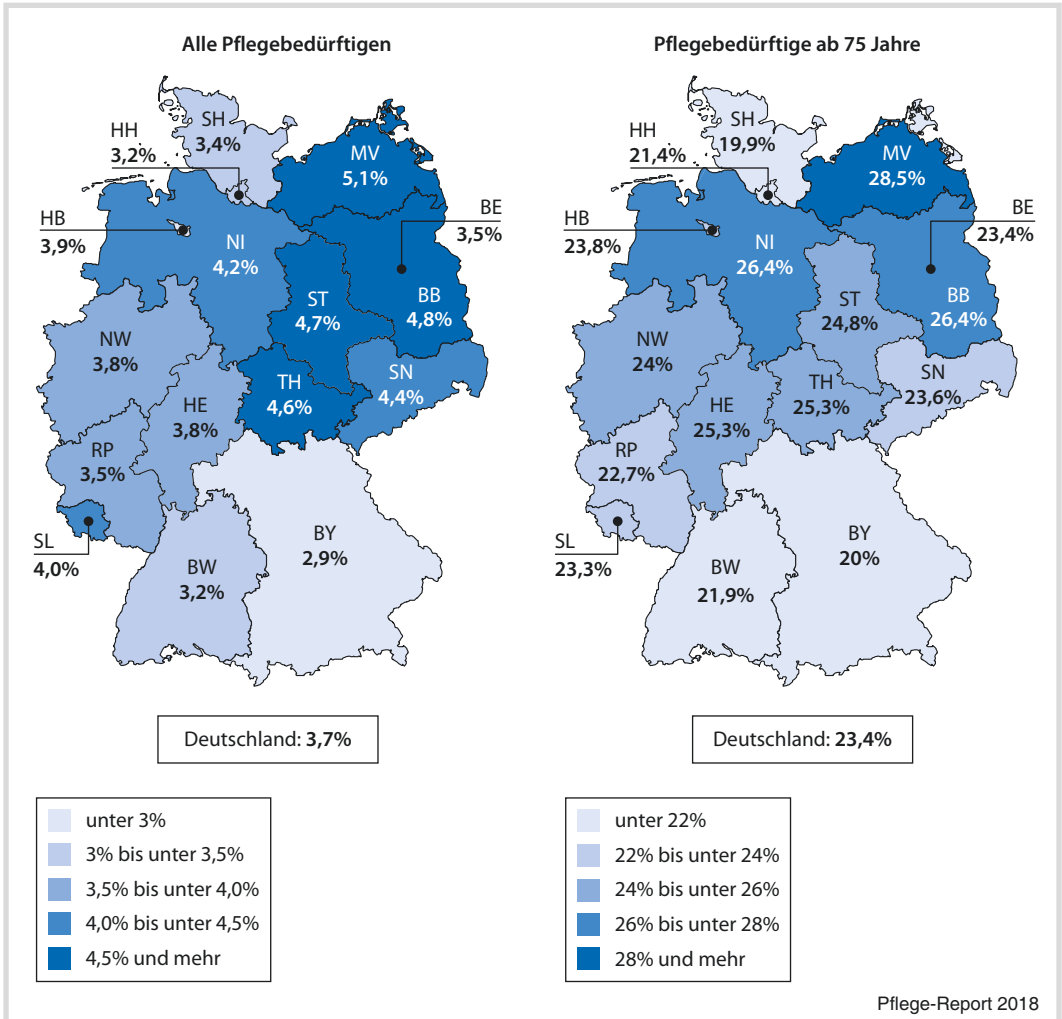 Alle Pflegebedürftigen
SH
3,4%
HH
3,2%
MV
5,1%
HB
3,9%
BE
3,5%
NI
4,2%
ST
4,7%
BB
4,8%
NW
3,8%
TH
4,6%
SN
4,4%
HE
3,8%
RP
3,5%
SL
4,0%
BY
2,9%
BW
3,2%
Deutschland: 3,7%
unter 3%
3% bis unter 3,5%
3,5% bis unter 4,0%
4,0% bis unter 4,5%
4,5% und mehr
Pflegebedürftige ab 75 Jahre
SH
19,9%
HH
21,4%
MV
28,5%
HB
23,8%
BE
23,4%
NI
26,4%
ST
24,8%
BB
26,4%
NW
24%
TH
25,3%
SN
23,6%
HE
25,3%
RP
22,7%
SL
23,3%
BY
20%
BW
21,9%
Deutschland: 23,4%
unter 22%
22% bis unter 24%
24% bis unter 26%
26% bis unter 28%
28% und mehr
Pflege-Report 2018